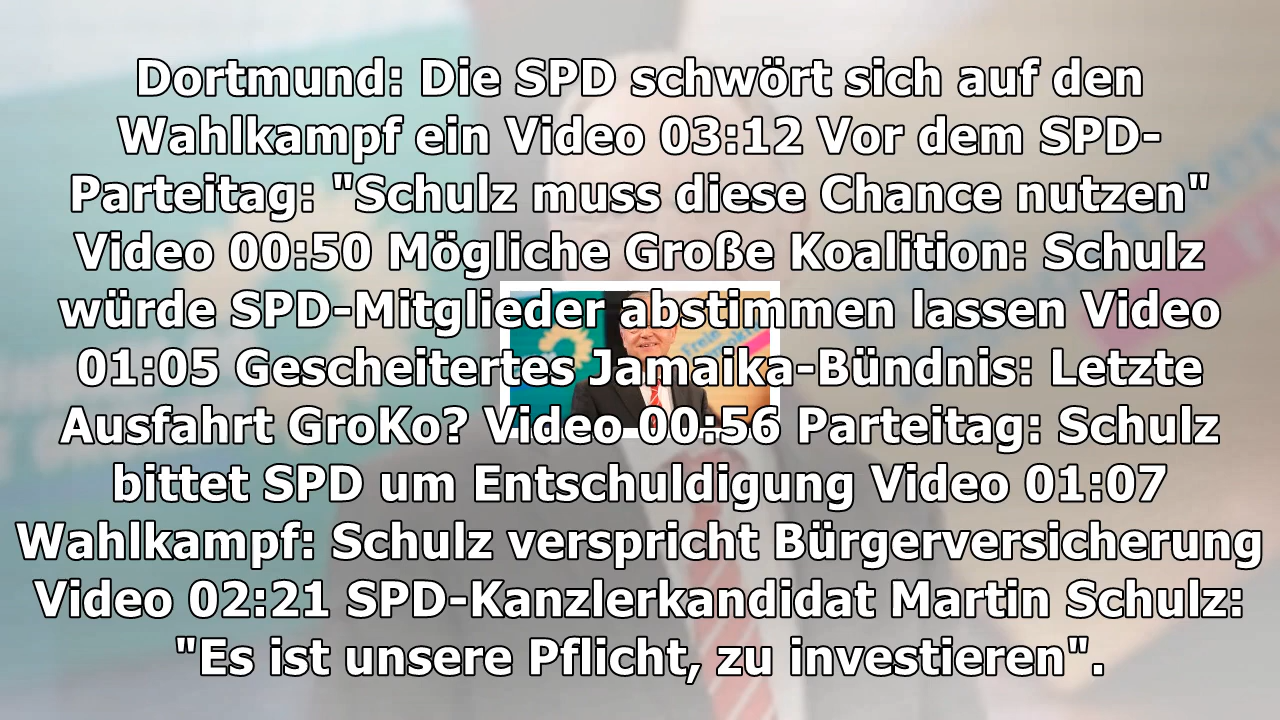 Dortmund: Die SPD schwört sich auf den
Wahlkampf ein Video 03:12 Vor dem SPD-
Parteitag: "Schulz muss diese Chance nutzen"
Video 00:50 Mögliche Große Koalition: Schulz
würde SPD-Mitglieder abstimmen lassen Video
01:05 Gescheitertes Jamaika-Bündnis: Letzte
Ausfahrt GroKo? Video 00:56 Parteitag: Schulz
bittet SPD um Entschuldigung Video 01:07
Wahlkampf: Schulz verspricht Bürgerversicherung
Video 02:21 SPD-Kanzlerkandidat Martin Schulz:
"Es ist unsere Pflicht, zu investieren".